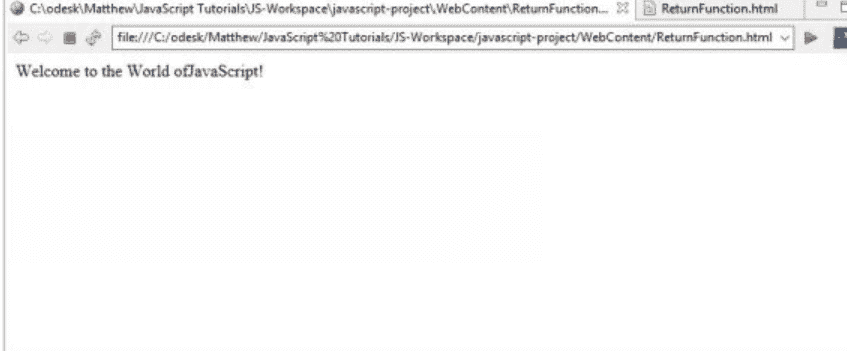 C:\odesk\Matthew\JavaScript Tutorials\JS-Workspace\javascript-project\WebContent\ReturnFunction... ReturnFunction.html
file:///C:/odesk/Matthew/JavaScript%20Tutorials/JS-Workspace/javascript-project/WebContent/ReturnFunction.html
Welcome to the World ofJavaScript!